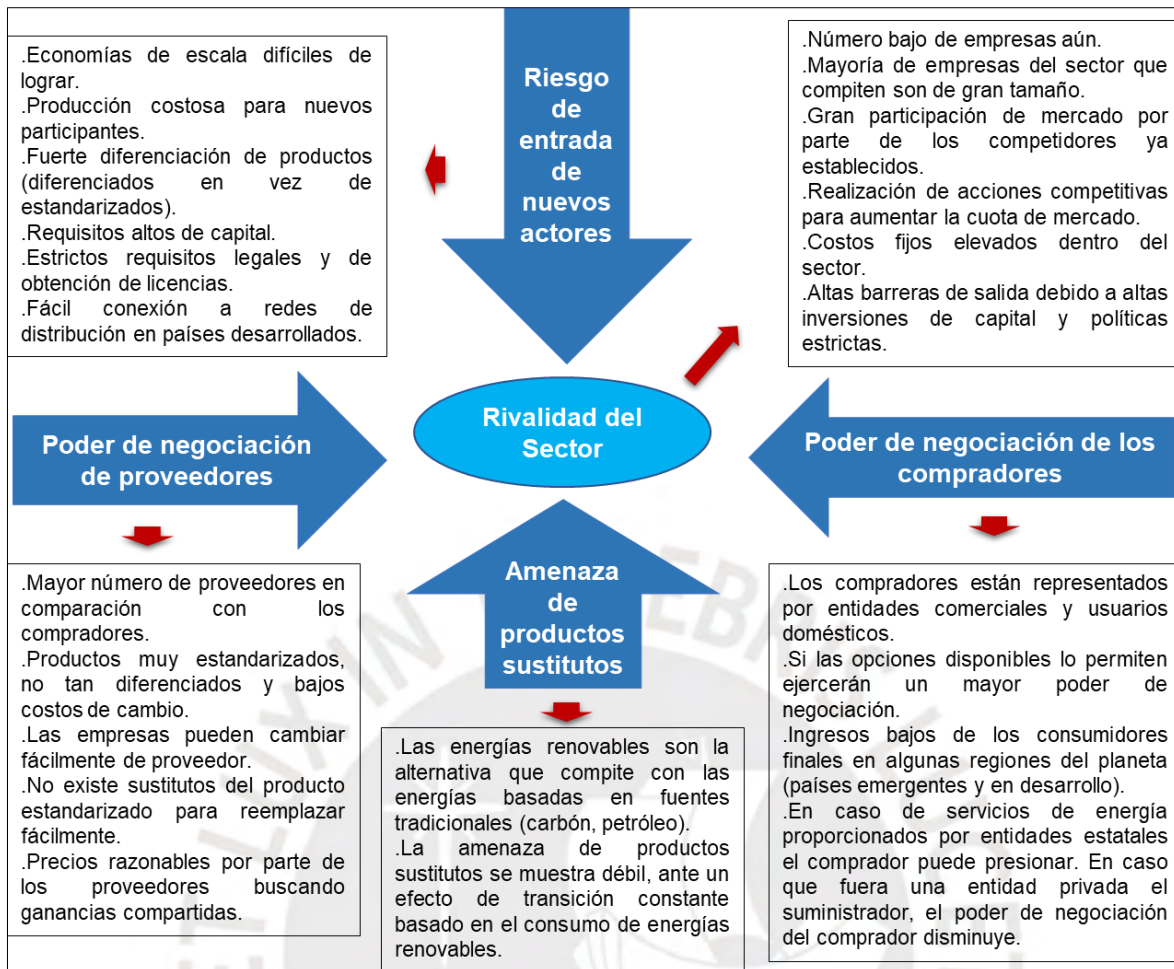 .Economías de escala difíciles de
lograr.
.Producción costosa para nuevos
participantes.
.Fuerte diferenciación de productos
(diferenciados en vez de
estandarizados).
.Requisitos altos de capital.
.Estrictos requisitos legales y de
obtención de licencias.
.Fácil conexión a redes de
distribución en países desarrollados.
Riesgo
de
entrada
de
nuevos
actores
.Número bajo de empresas aún.
.Mayoría de empresas del sector que
compiten son de gran tamaño.
.Gran participación de mercado por
parte de los competidores ya
establecidos.
.Realización de acciones competitivas
para aumentar la cuota de mercado.
.Costos fijos elevados dentro del
sector.
.Altas barreras de salida debido a altas
inversiones de capital y políticas
estrictas.
Poder de negociación
de proveedores
Rivalidad del
Sector
Poder de negociación de los
compradores
.Mayor número de proveedores en
comparación con los
compradores.
.Productos muy estandarizados,
no tan diferenciados y bajos
costos de cambio.
.Las empresas pueden cambiar
fácilmente de proveedor.
.No existe sustitutos del producto
estandarizado para reemplazar
fácilmente.
.Precios razonables por parte de
los proveedores buscando
ganancias compartidas.
Amenaza
de
productos
sustitutos
.Las energías renovables son la
alternativa que compite con las
energías basadas en fuentes
tradicionales (carbón, petróleo).
.La amenaza de productos
sustitutos se muestra débil, ante un
efecto de transición constante
basado en el consumo de energías
renovables.
.Los compradores están representados
por entidades comerciales y usuarios
domésticos.
.Si las opciones disponibles lo permiten
ejercerán un mayor poder de
negociación.
.Ingresos bajos de los consumidores
finales en algunas regiones del planeta
(países emergentes y en desarrollo).
.En caso de servicios de energía
proporcionados por entidades estatales
el comprador puede presionar. En caso
que fuera una entidad privada el
suministrador, el poder de negociación
del comprador disminuye.